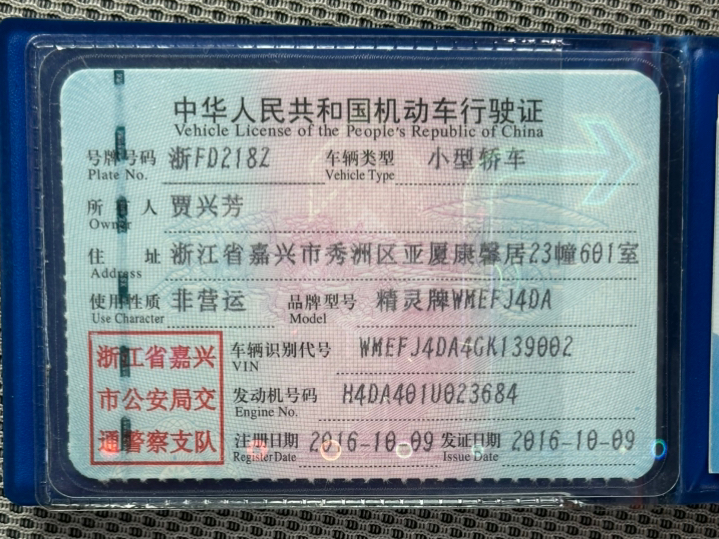 中华人民共和国机动车行驶证
Vehicle License of the People's Republic of China
号牌号码 浙FD218Z 车辆类型 小型轿车
Plate No. Vehicle Type
所有人 贾兴芳
Owner
住址 浙江省嘉兴市秀洲区亚厦康馨居23幢601室
Address
使用性质 非营运 品牌型号 精灵牌WMEFJ4DA
Use Character Model
浙江省嘉兴
市公安局交
通警察支队
车辆识别代号 WMEFJ4DA4GK139002
VIN
发动机号码 H4DA401U023684
Engine No.
注册日期 2016-10-09 发证日期 2016-10-09
Register Date Issue Date